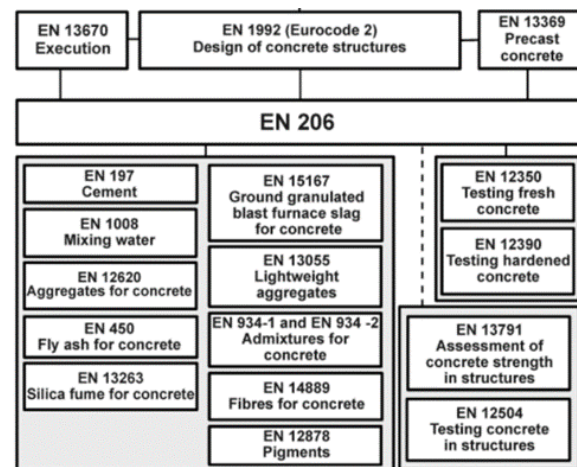 EN 13670
Execution
EN 1992 (Eurocode 2)
Design of concrete structures
EN 13369
Precast
concrete
EN 206
EN 197
Cement
EN 1008
Mixing water
EN 12620
Aggregates for concrete
EN 450
Fly ash for concrete
EN 13263
Silica fume for concrete
EN 15167
Ground granulated
blast furnace slag
for concrete
EN 13055
Lightweight
aggregates
EN 934-1 and EN 934 -2
Admixtures for
concrete
EN 14889
Fibres for concrete
EN 12878
Pigments
EN 12350
Testing fresh
concrete
EN 12390
Testing hardened
concrete
EN 13791
Assessment of
concrete strength
in structures
EN 12504
Testing concrete
in structures